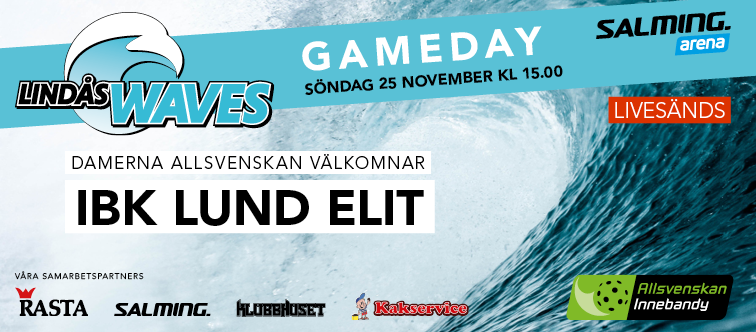 LINDÅS WAVES
GAMEDAY
SÖNDAG 25 NOVEMBER KL 15.00
SALMING.
arena
LIVESÄNDS
DAMERNA ALLSVENSKAN VÄLKOMNAR
IBK LUND ELIT
VÅRA SAMARBETSPARTNERS
RASTA SALMING. KLUBBHUSET Kakservice
Allsvenskan
Innebandy